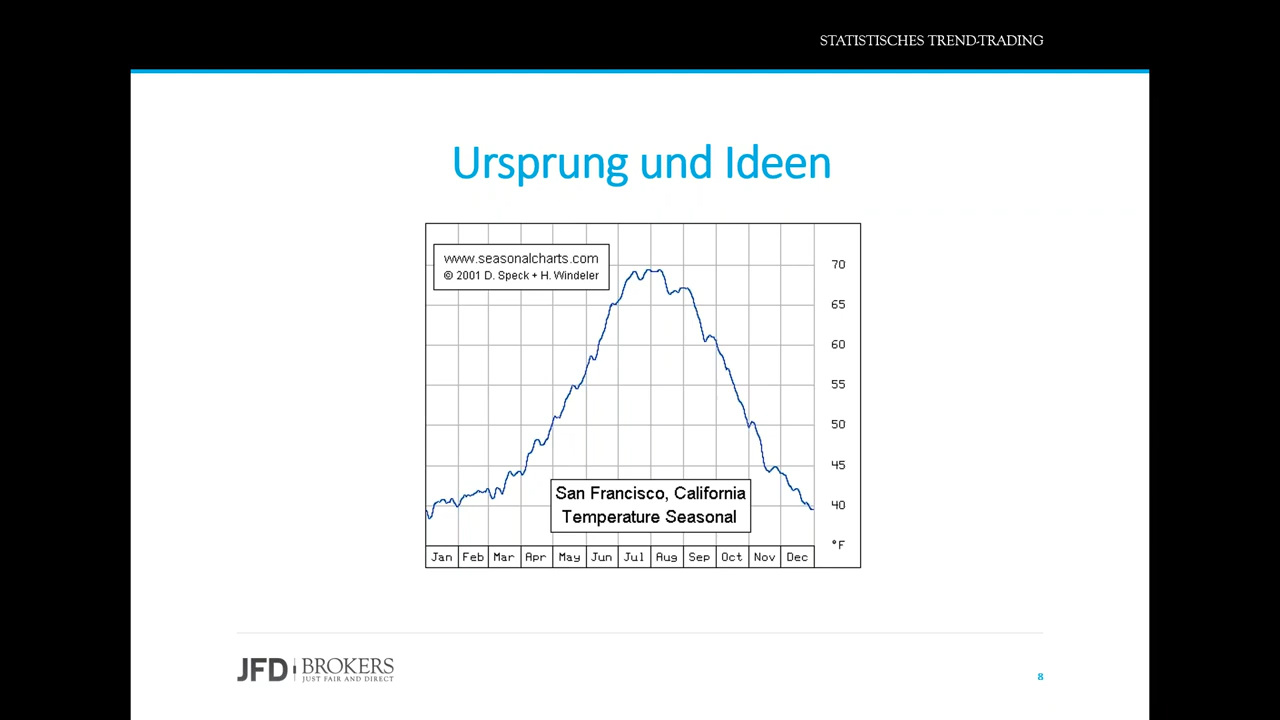 STATISTISCHES TREND-TRADING
Ursprung und Ideen
www.seasonalcharts.com
© 2001 D. Speck + H. Windeler
70
65
60
55
50
45
40
°F
San Francisco, California
Temperature Seasonal
Jan Feb Mar Apr May Jun Jul Aug Sep Oct Nov Dec
JFD BROKERS
JUST FAIR AND DIRECT
8